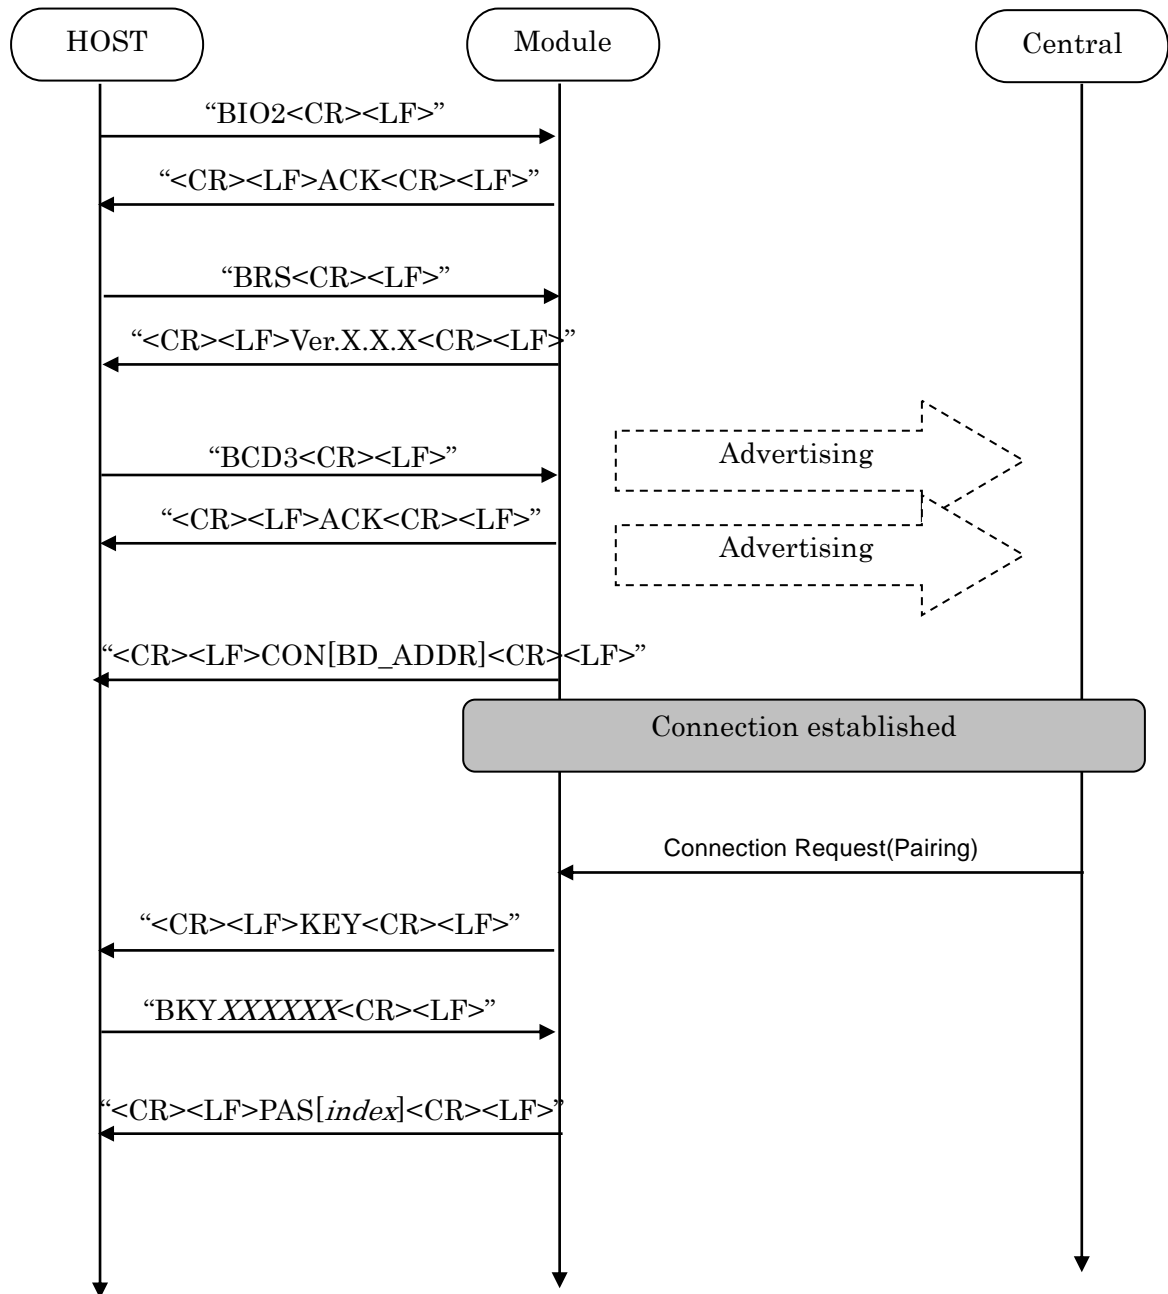 HOST
Module
Central
“BIO2<CR><LF>”
“<CR><LF>ACK<CR><LF>”
“BRS<CR><LF>”
“<CR><LF>Ver.X.X.X<CR><LF>”
“BCD3<CR><LF>”
Advertising
“<CR><LF>ACK<CR><LF>”
Advertising
“<CR><LF>CON[BD_ADDR]<CR><LF>”
Connection established
Connection Request(Pairing)
“<CR><LF>KEY<CR><LF>”
“BKYXXXXXX<CR><LF>”
“<CR><LF>PAS[index]<CR><LF>”